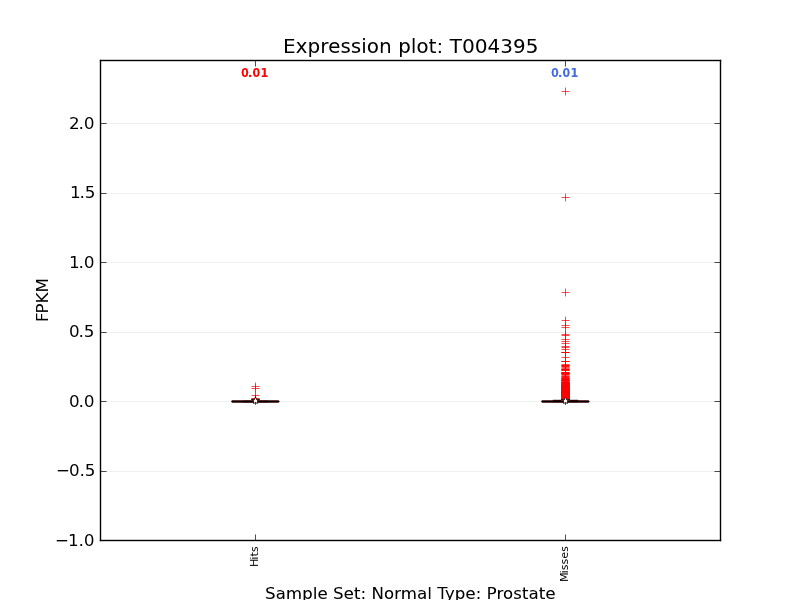 Expression plot: T004395
0.01
0.01
2.0
1.5
1.0
0.5
0.0
−0.5
−1.0
FPKM
Hits
Misses
Sample Set: Normal Type: Prostate